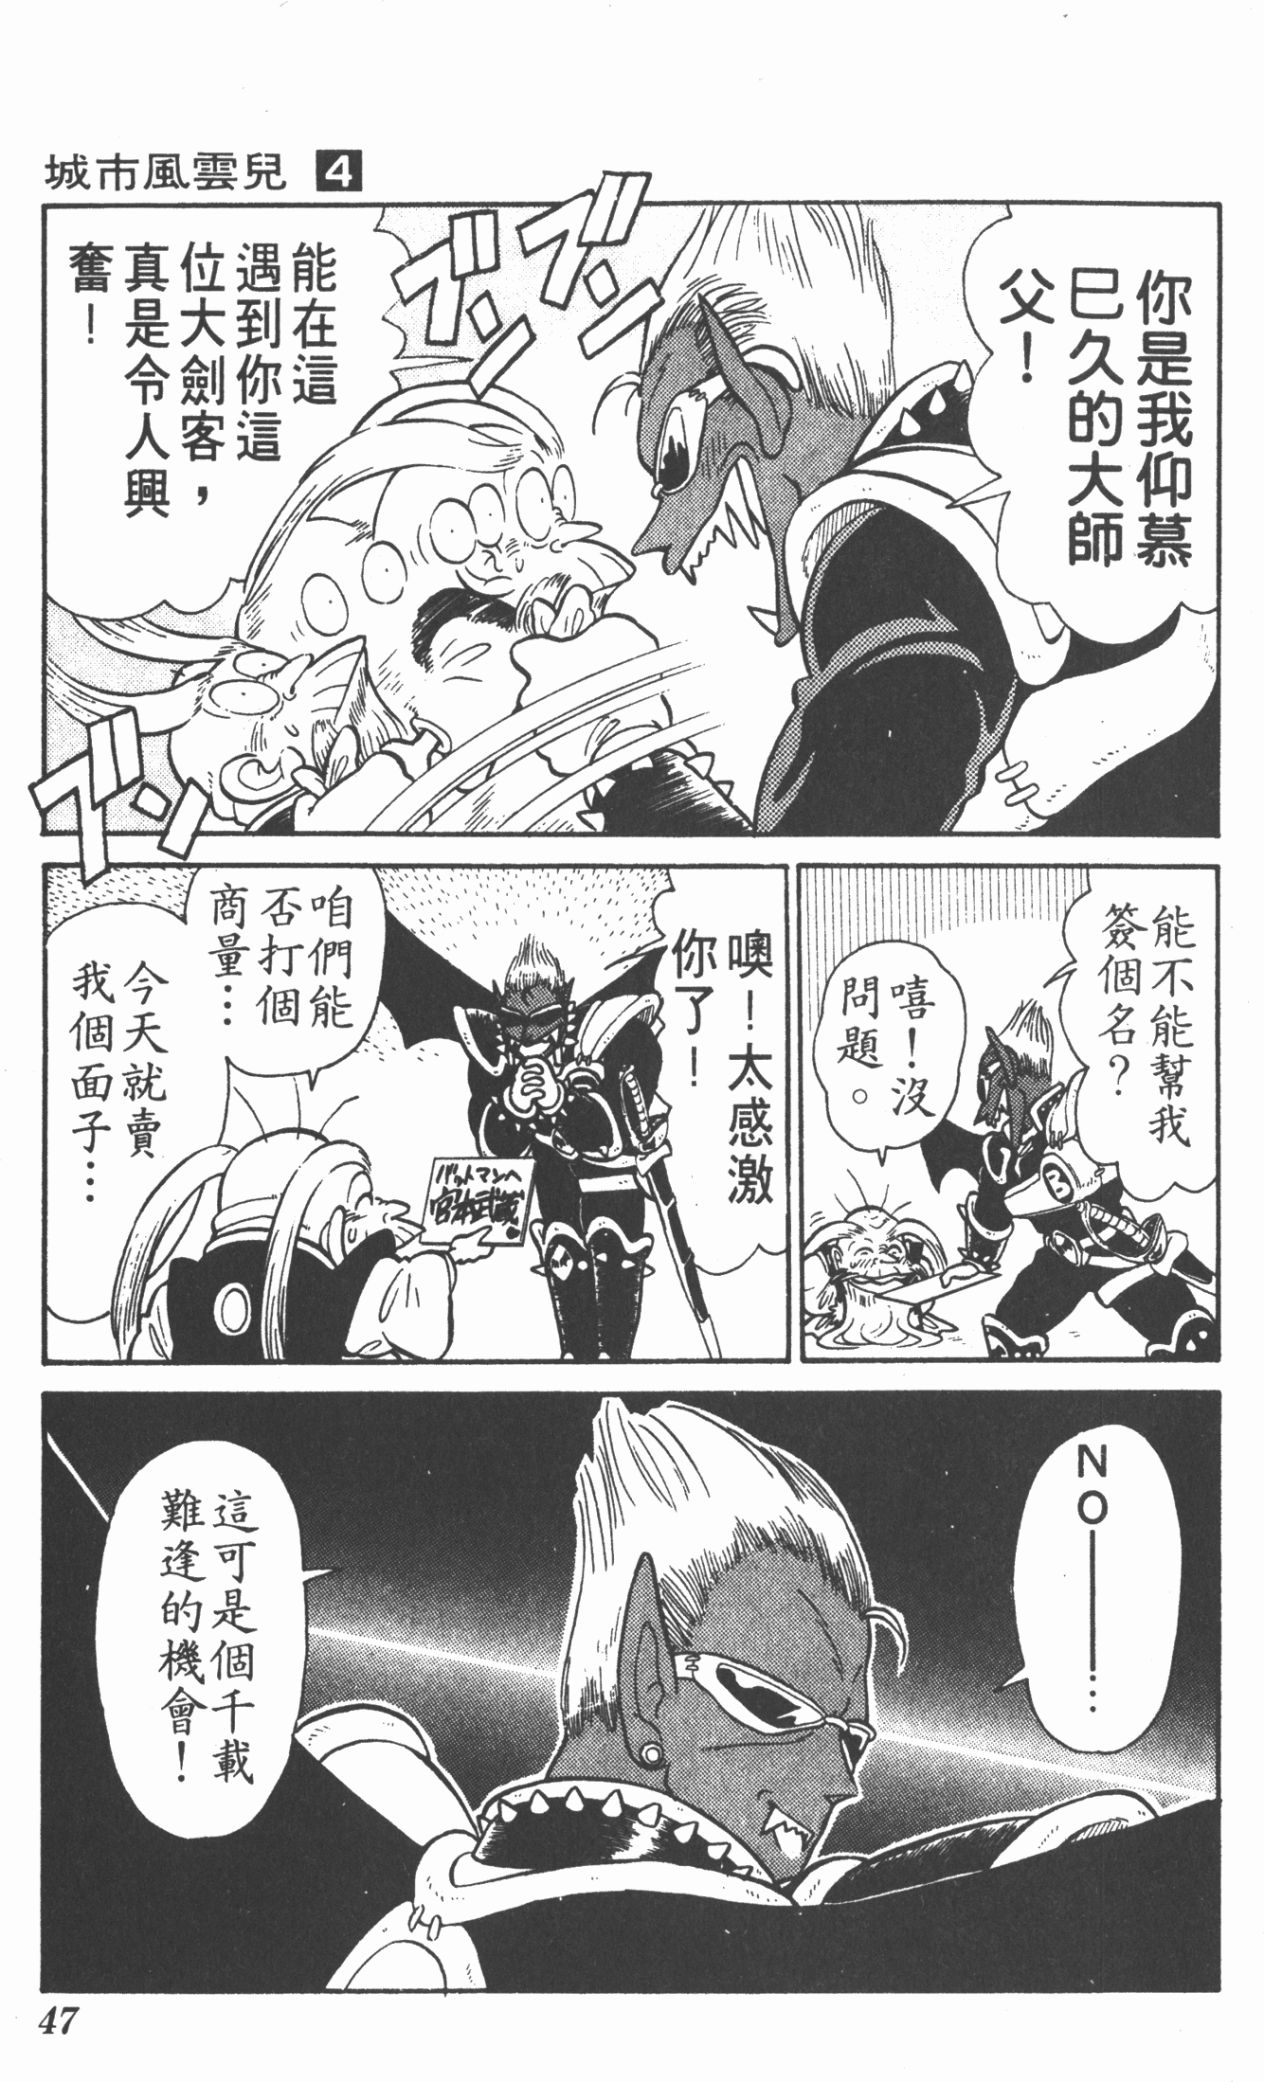 城市風雲兒 4
你是我仰慕
已久的大師
父！
ズンズン
能在這
遇到你這
位大劍客，
真是令人興
奮！
ズン
能不能幫我
簽個名？
嘻！沒
問題。
噢！太感激
你了！
バットマンへ
宮本武蔵
咱們能
否打個
商量…
今天就賣
我個面子…
NO——…
這可是個千載
難逢的機會！
47